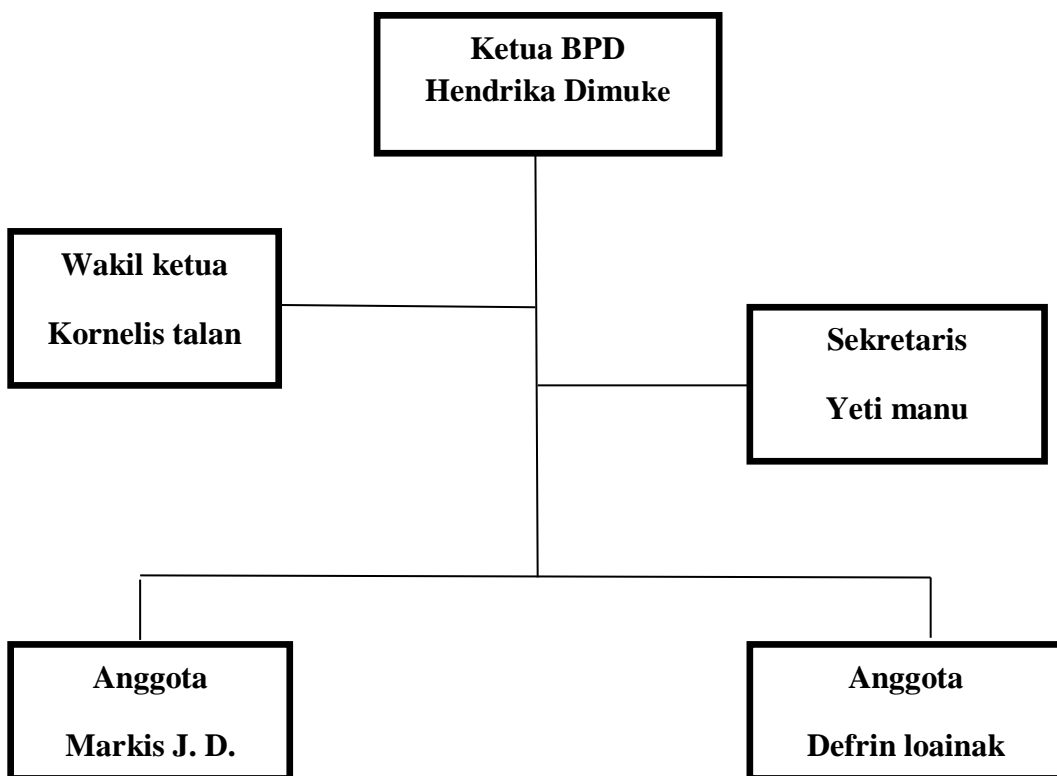 Ketua BPD
Hendrika Dimuke
Wakil ketua
Kornelis talan
Sekretaris
Yeti manu
Anggota
Markis J. D.
Anggota
Defrin loainak